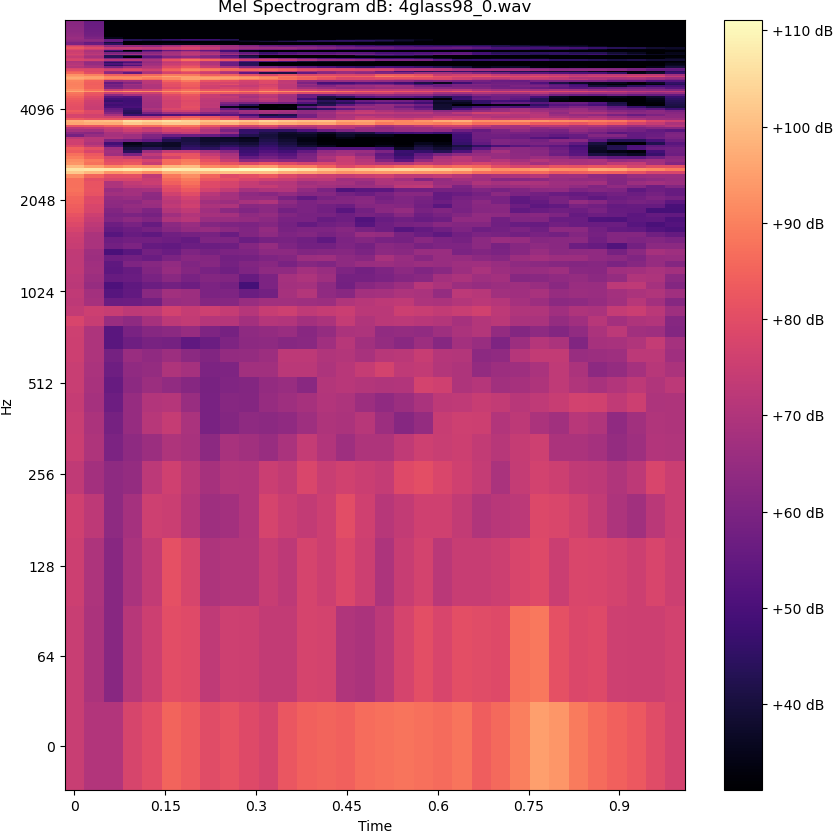 Mel Spectrogram dB: 4glass98_0.wav
+110 dB
4096
+100 dB
+90 dB
2048
1024
+80 dB
512
Hz
+70 dB
256
+60 dB
128
+50 dB
64
+40 dB
0
0 0.15 0.3 0.45 0.6 0.75 0.9
Time